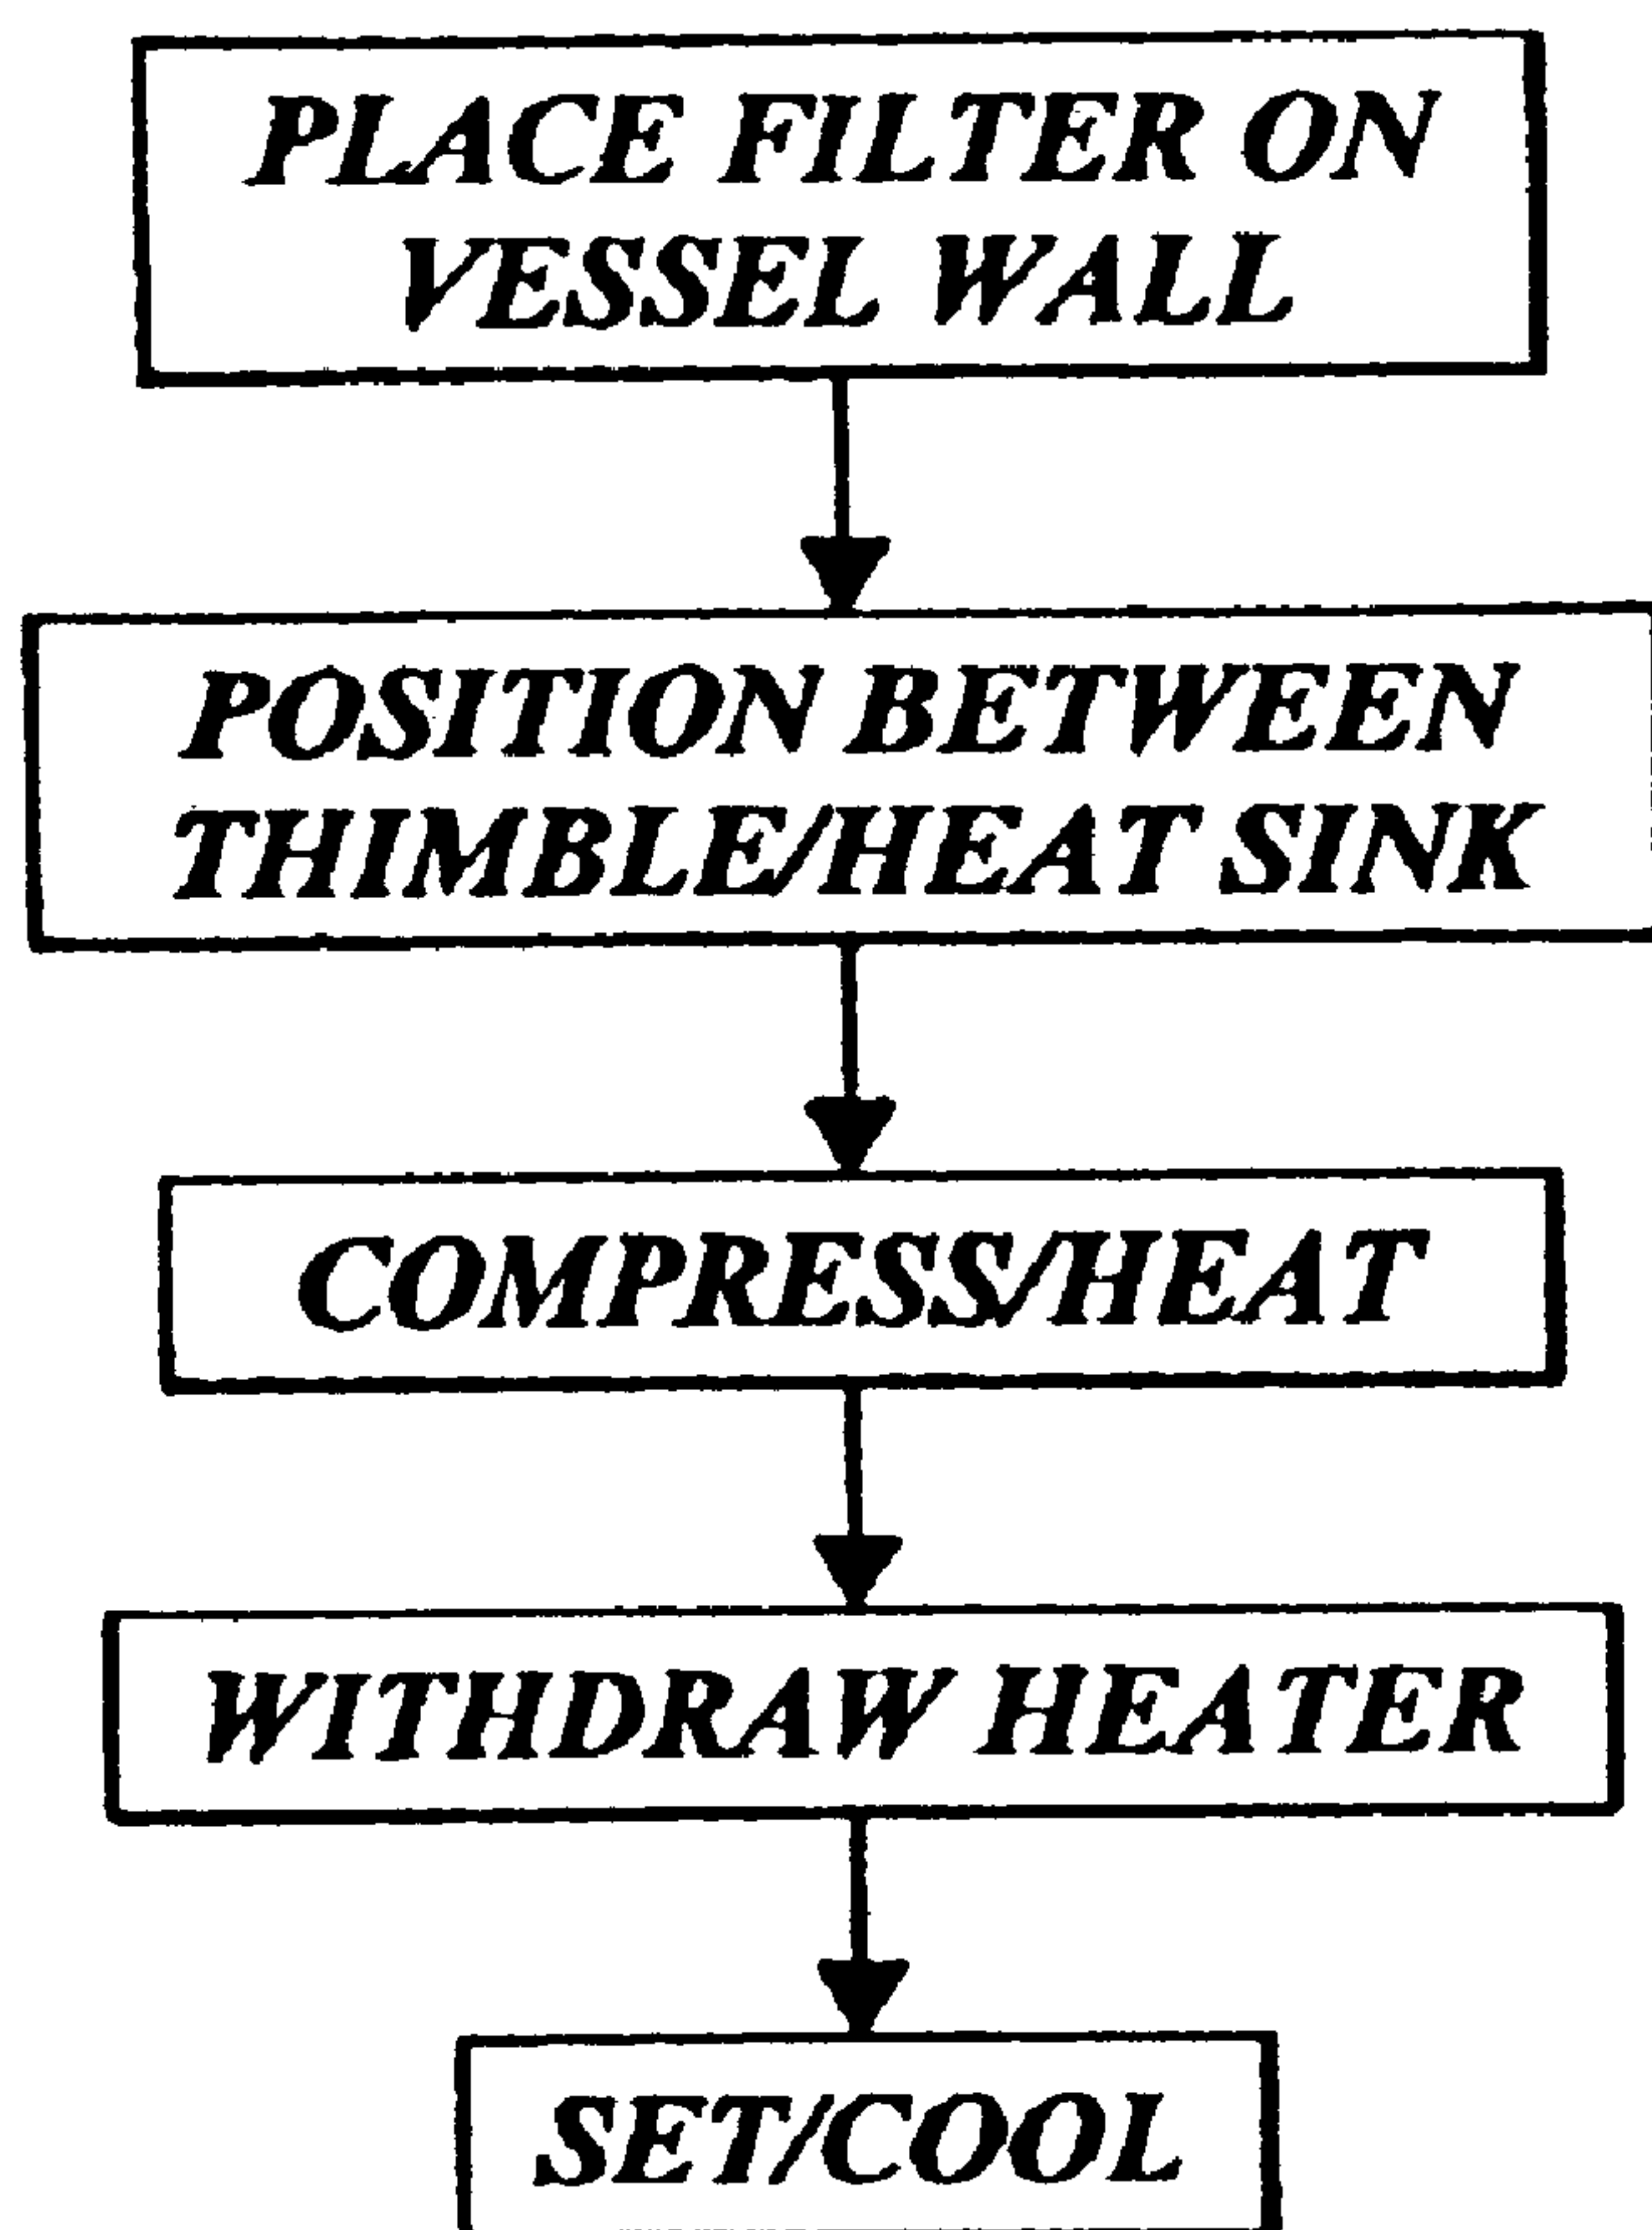 PLACE FILTER ON
VESSEL WALL
POSITION BETWEEN
THIMBLE/HEAT SINK
COMPRESS/HEAT
WITHDRAW HEATER
SET/COOL